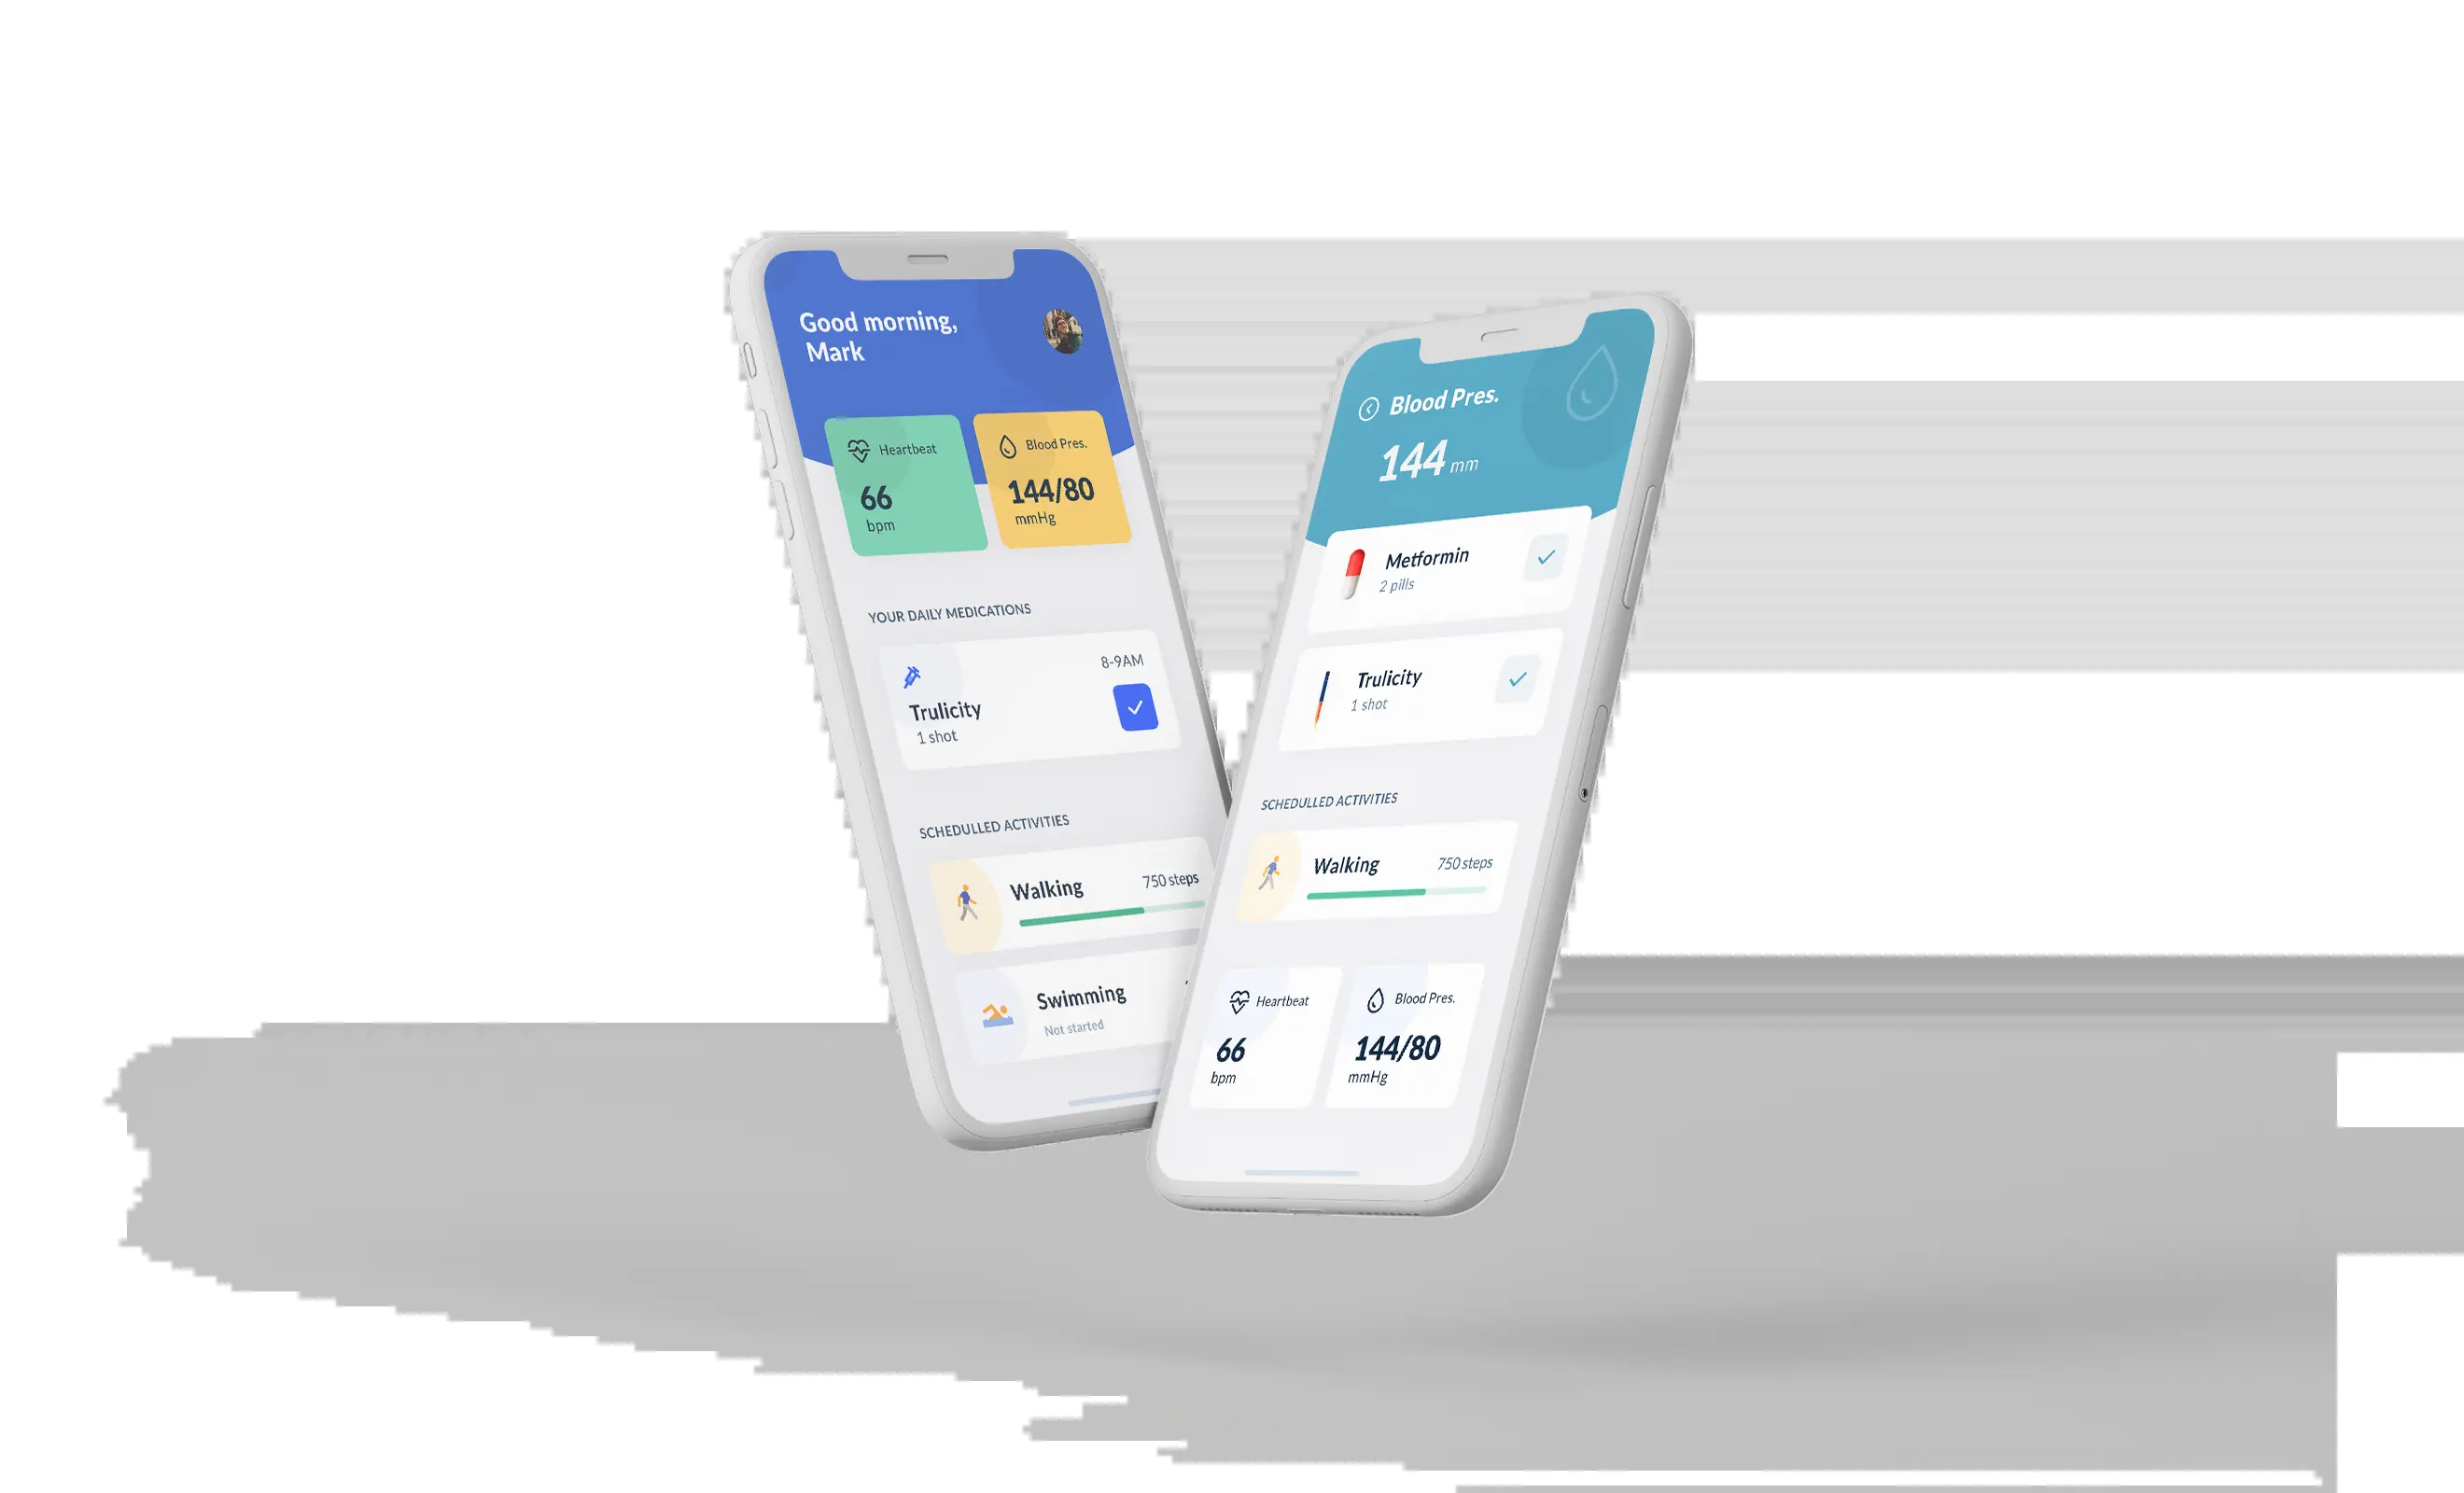 Good morning,
Mark
Heartbeat
66
bpm
Blood Pres.
144/80
mmHg
YOUR DAILY MEDICATIONS
8-9AM
Trulicity
1 shot
SCHEDULLED ACTIVITIES
Walking
750 steps
Swimming
Not started
Blood Pres.
144 mm
Metformin
2 pills
Trulicity
1 shot
SCHEDULLED ACTIVITIES
Walking
750 steps
Heartbeat
66
bpm
Blood Pres.
144/80
mmHg